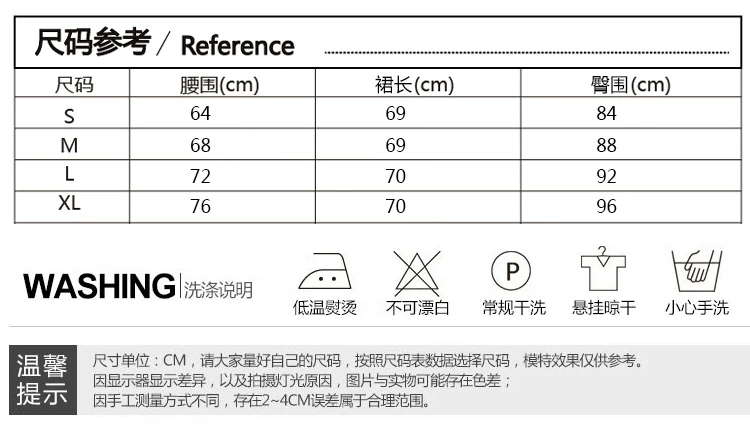 尺码参考 / Reference
尺码 腰围(cm) 裙长(cm) 臀围(cm)
S 64 69 84
M 68 69 88
L 72 70 92
XL 76 70 96
WASHING 洗涤说明
P
低温熨烫 不可漂白 常规干洗 悬挂晾干 小心手洗
温馨提示
尺寸单位：CM，请大家量好自己的尺码，按照尺码表数据选择尺码，模特效果仅供参考。
因显示器显示差异，以及拍摄灯光原因，图片与实物可能存在色差；
因手工测量方式不同，存在2~4CM误差属于合理范围。